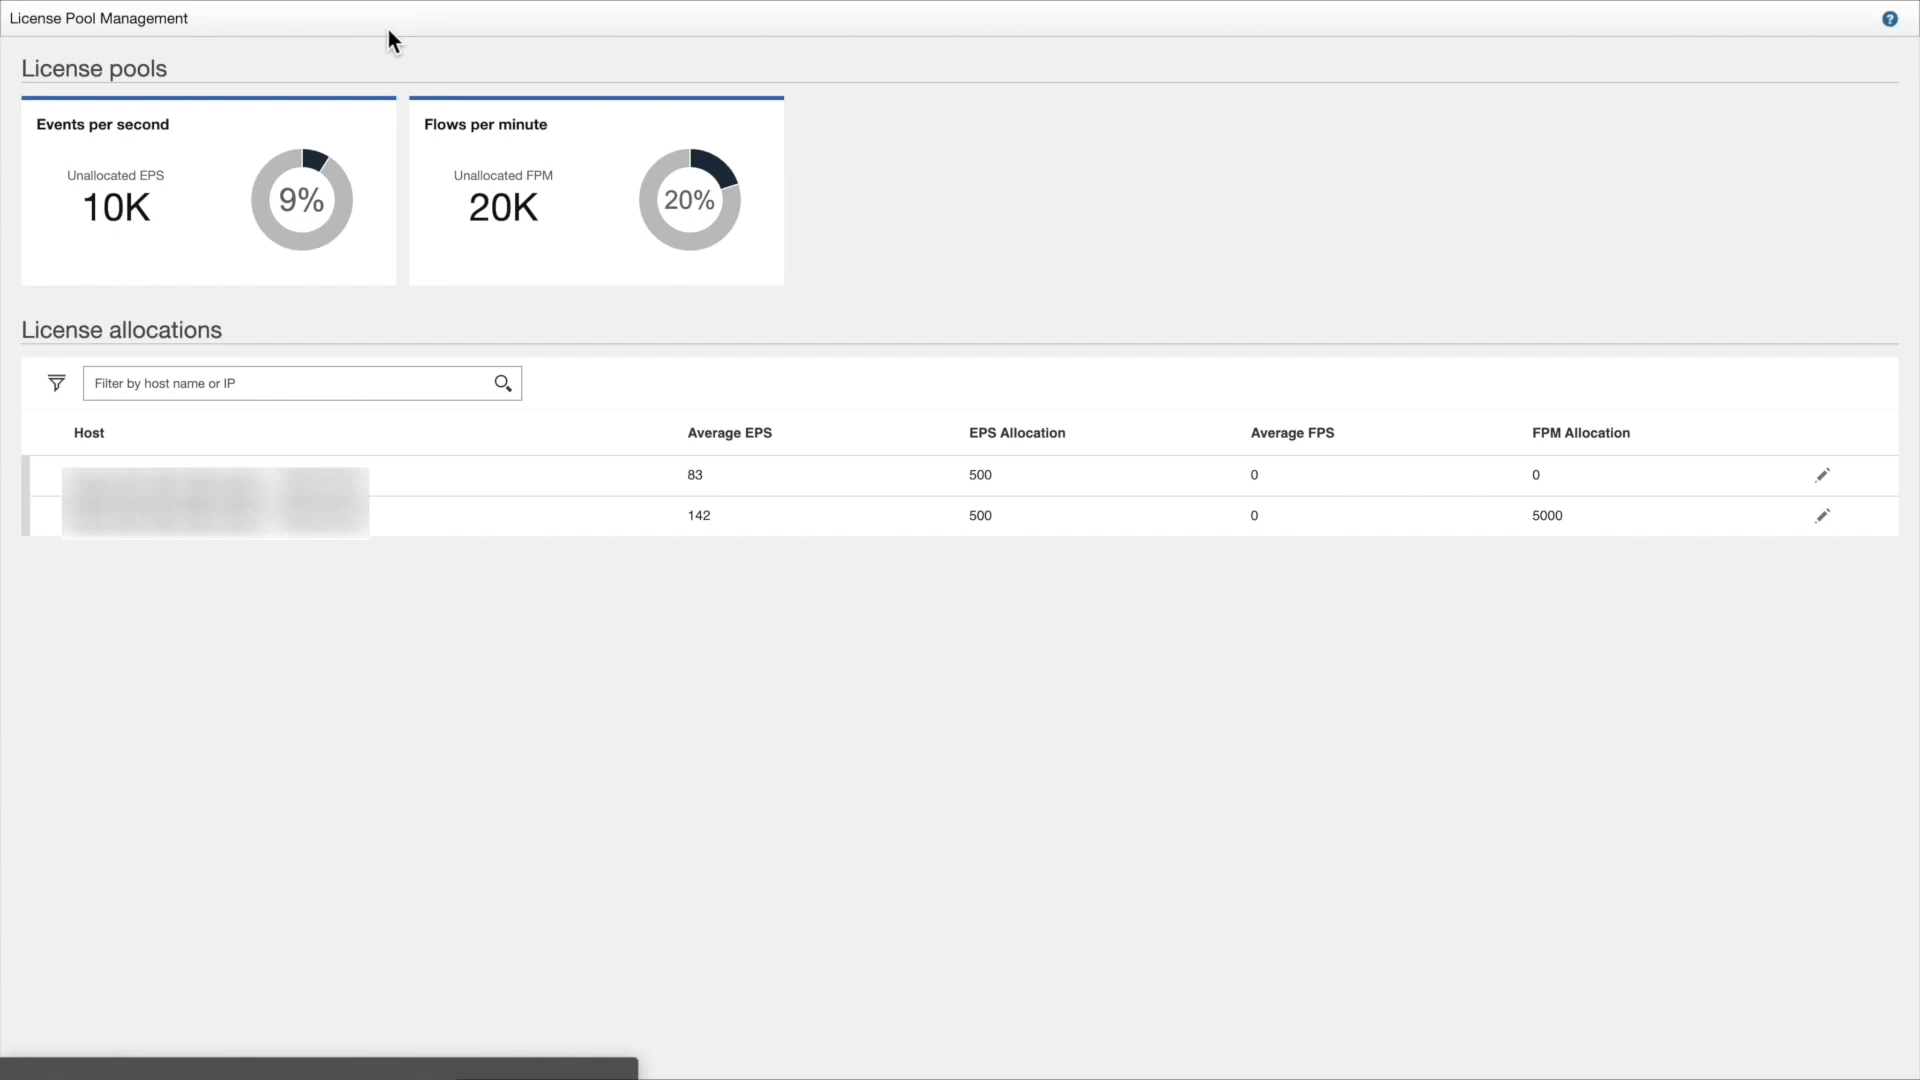 License Pool Management
?
License pools
Events per second
Unallocated EPS
10K
9%
Flows per minute
Unallocated FPM
20K
20%
License allocations
Filter by host name or IP
Host Average EPS EPS Allocation Average FPS FPM Allocation
83 500 0 0
142 500 0 5000